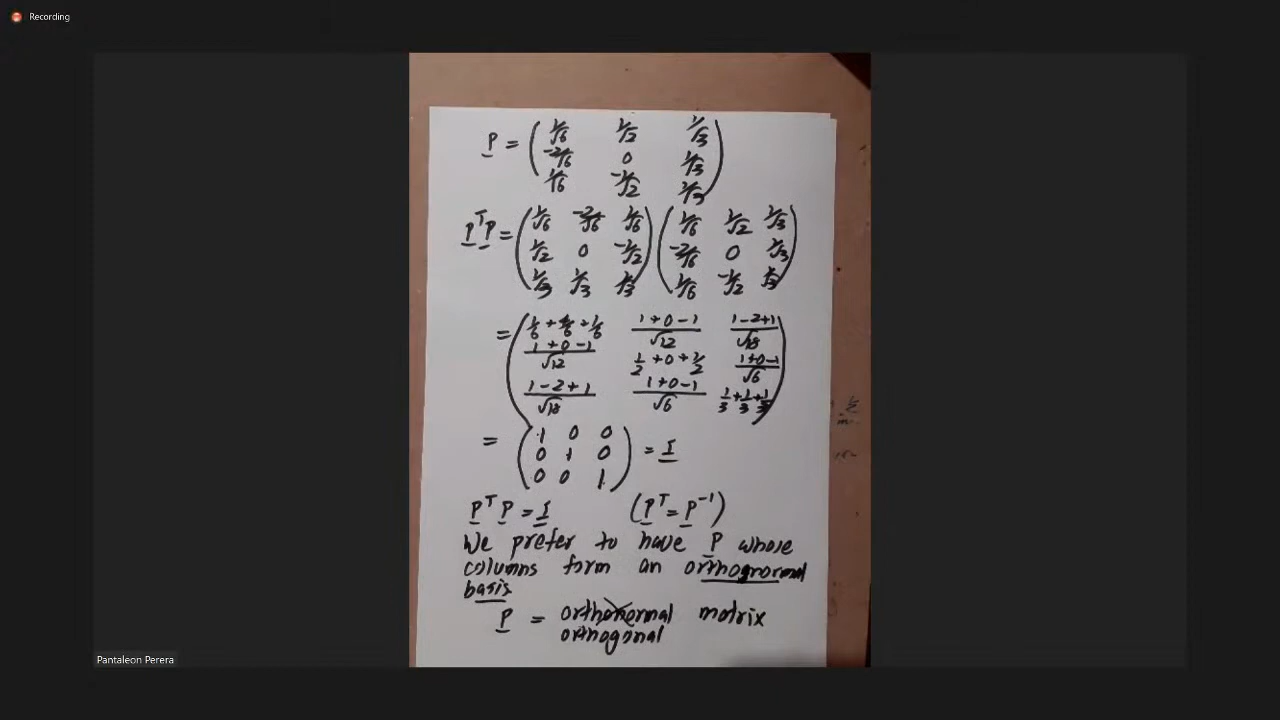 Recording
P = ( 1/√6 1/√2 1/√3
-2/√6 0 1/√3
1/√6 -1/√2 1/√3 )
PᵀP = ( 1/√6 -2/√6 1/√6 ) ( 1/√6 1/√2 1/√3 )
( 1/√2 0 -1/√2 ) ( -2/√6 0 1/√3 )
( 1/√3 1/√3 1/√3 ) ( 1/√6 -1/√2 1/√3 )
= ( 1/6 + 4/6 + 1/6 (1+0-1)/√12 (1-2+1)/√18
(1+0-1)/√12 1/2 + 0 + 1/2 (1+0-1)/√6
(1-2+1)/√18 (1+0-1)/√6 1/3 + 1/3 + 1/3 )
= ( 1 0 0
0 1 0 = I
0 0 1 )
PᵀP = I (Pᵀ = P⁻¹)
We prefer to have P whose
columns form an orthognormal
basis
P = orthonermal matrix
orthogonal
Pantaleon Perera